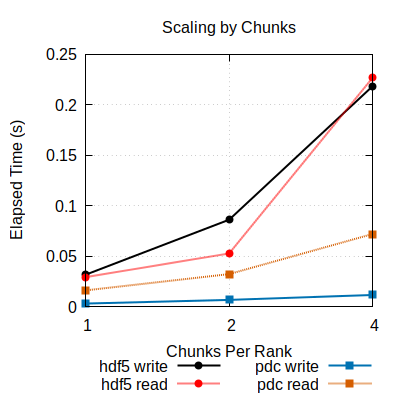 Scaling by Chunks
0.25
0.2
0.15
0.1
0.05
0
Elapsed Time (s)
1 2 4
Chunks Per Rank
hdf5 write pdc write
hdf5 read pdc read